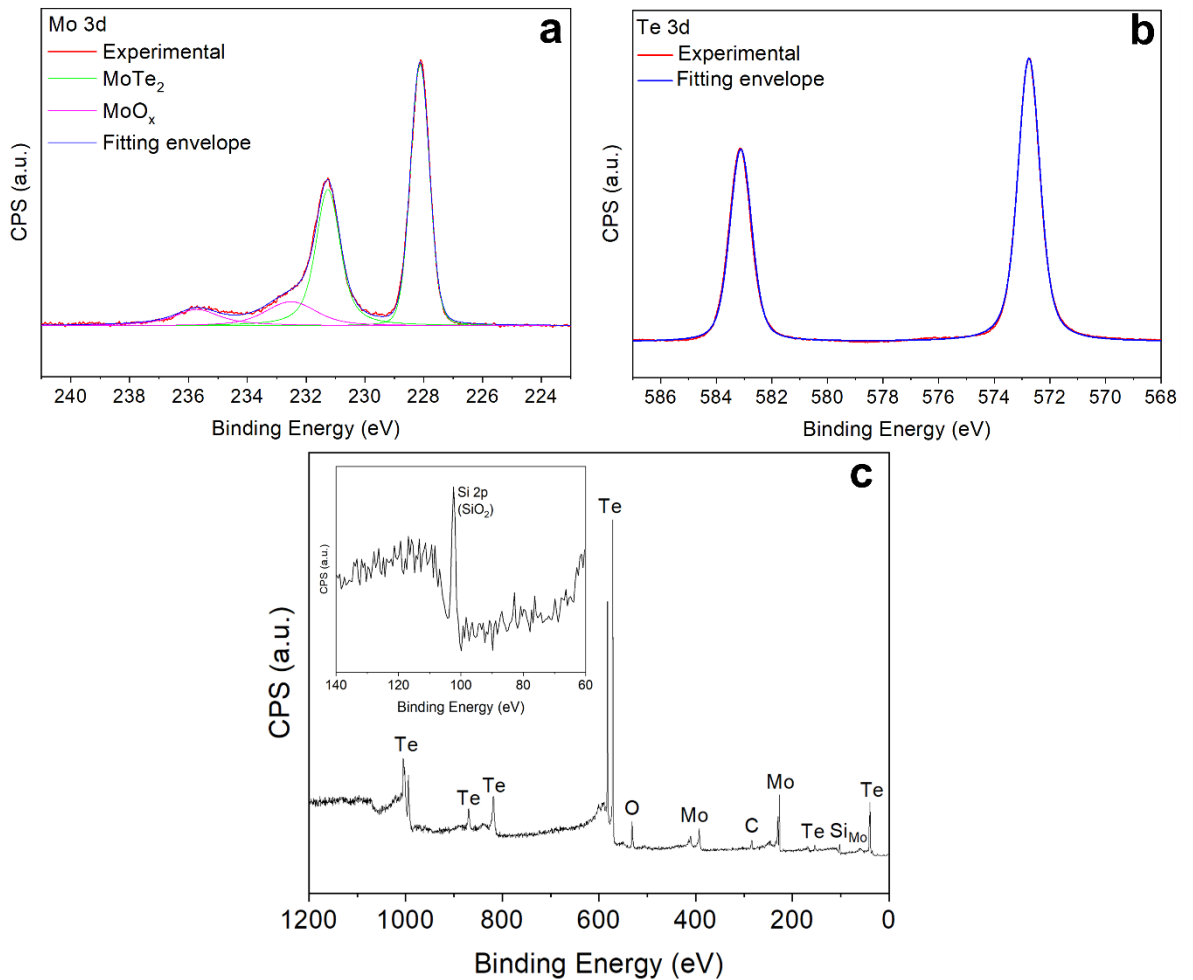 Mo 3d
a
Experimental
MoTe₂
MoOₓ
Fitting envelope
CPS (a.u.)
240 238 236 234 232 230 228 226 224
Binding Energy (eV)
Te 3d
b
Experimental
Fitting envelope
CPS (a.u.)
586 584 582 580 578 576 574 572 570 568
Binding Energy (eV)
c
Si 2p
(SiO₂)
CPS (a.u.)
140 120 100 80 60
Binding Energy (eV)
Te
Te
Te
Te
O
Mo
C
Mo
Te
Si
Mo
Te
CPS (a.u.)
1200 1000 800 600 400 200 0
Binding Energy (eV)